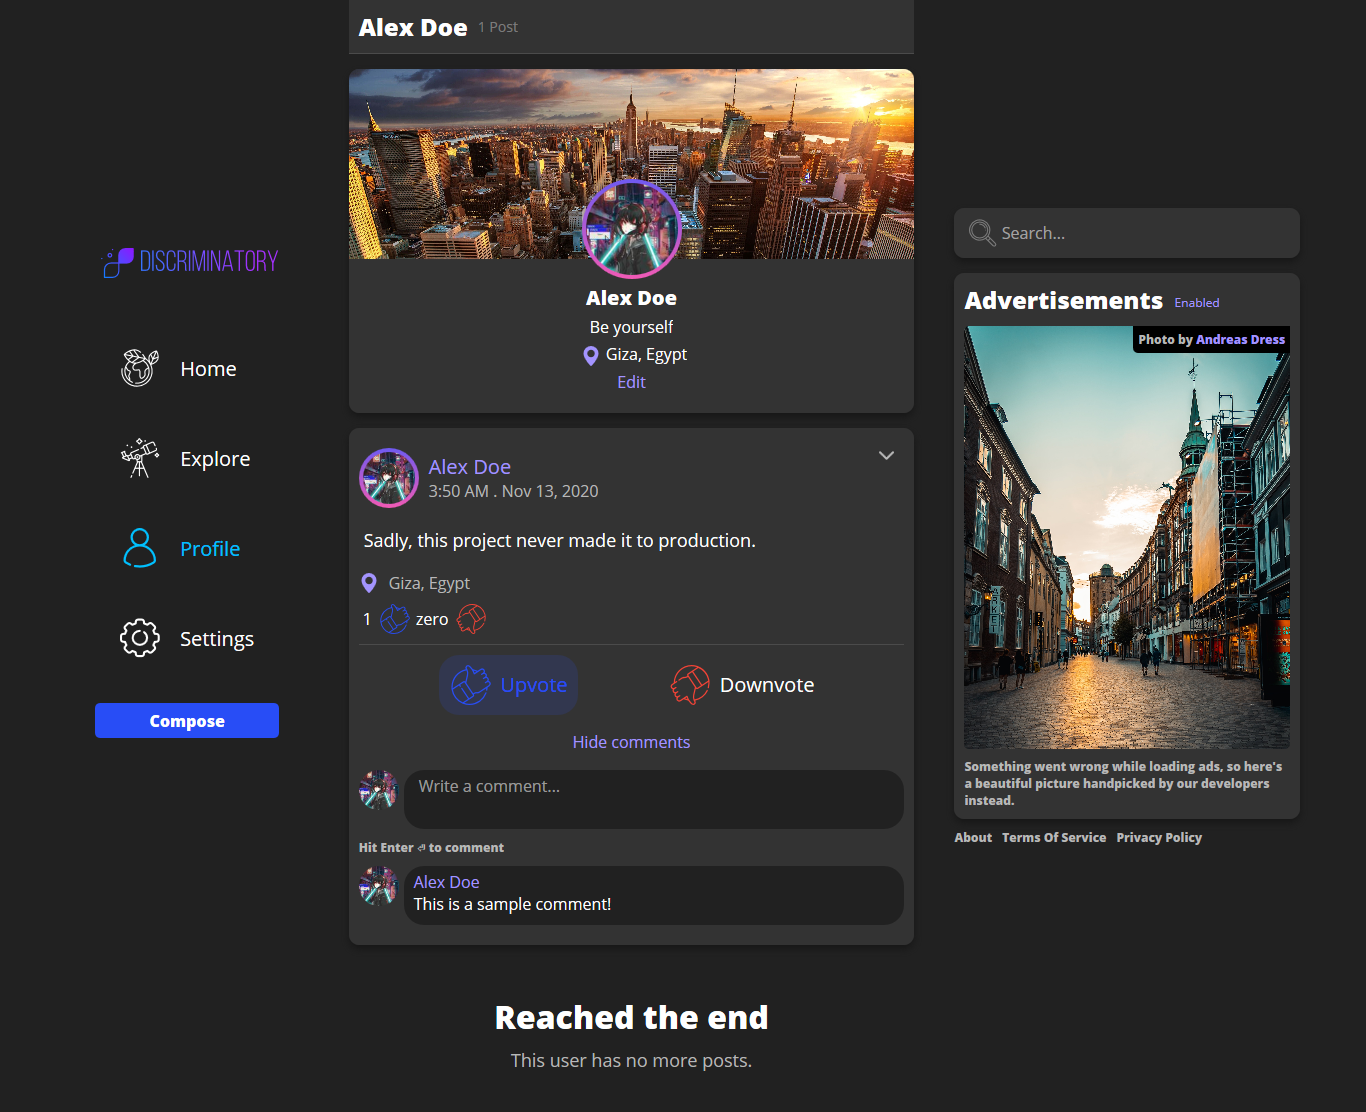 Alex Doe 1 Post
DISCRIMINATORY
Home
Explore
Profile
Settings
Compose
Alex Doe
Be yourself
Giza, Egypt
Edit
Alex Doe
3:50 AM . Nov 13, 2020
Sadly, this project never made it to production.
Giza, Egypt
1 zero
Upvote Downvote
Hide comments
Write a comment...
Hit Enter ⏎ to comment
Alex Doe
This is a sample comment!
Reached the end
This user has no more posts.
Search...
Advertisements Enabled
Photo by Andreas Dress
Something went wrong while loading ads, so here's
a beautiful picture handpicked by our developers
instead.
About Terms Of Service Privacy Policy